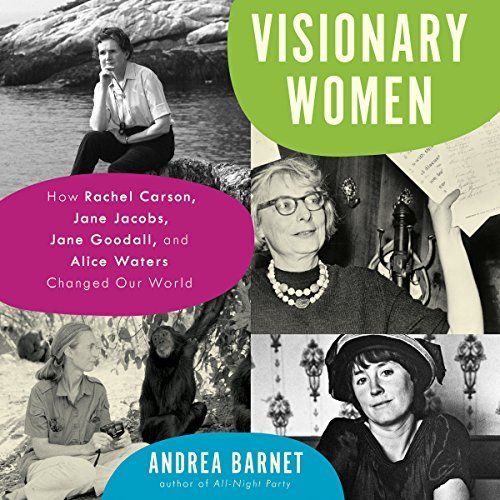 VISIONARY
WOMEN
How Rachel Carson,
Jane Jacobs,
Jane Goodall, and
Alice Waters
Changed Our World
ANDREA BARNET
author of All-Night Party